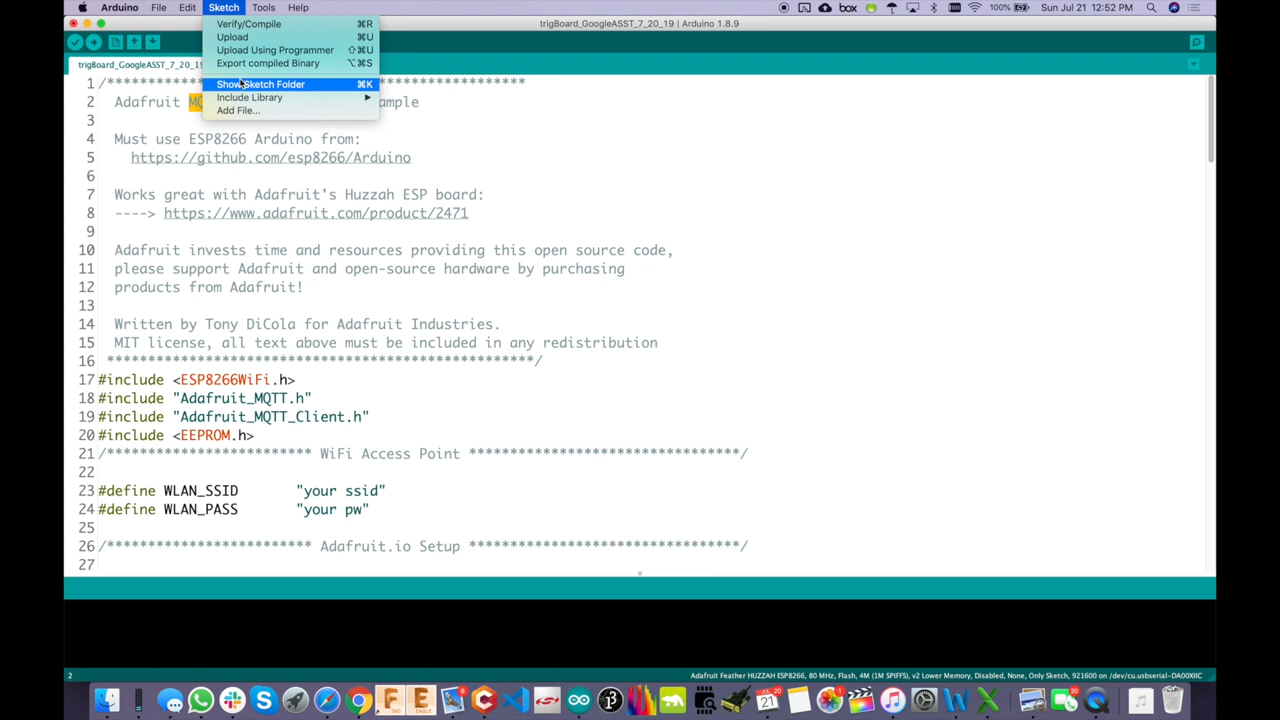 Arduino File Edit Sketch Tools Help box 100% Sun Jul 21 12:52 PM
trigBoard_GoogleASST_7_20_19 | Arduino 1.8.9
Verify/Compile ⌘R
Upload ⌘U
Upload Using Programmer ⇧⌘U
Export compiled Binary ⌥⌘S
Show Sketch Folder ⌘K
Include Library
Add File...
trigBoard_GoogleASST_7_20_19
1 /*************************************************
2 Adafruit MQ ample
3
4 Must use ESP8266 Arduino from:
5 https://github.com/esp8266/Arduino
6
7 Works great with Adafruit's Huzzah ESP board:
8 ----> https://www.adafruit.com/product/2471
9
10 Adafruit invests time and resources providing this open source code,
11 please support Adafruit and open-source hardware by purchasing
12 products from Adafruit!
13
14 Written by Tony DiCola for Adafruit Industries.
15 MIT license, all text above must be included in any redistribution
16 ****************************************************/
17 #include <ESP8266WiFi.h>
18 #include "Adafruit_MQTT.h"
19 #include "Adafruit_MQTT_Client.h"
20 #include <EEPROM.h>
21 /************************* WiFi Access Point *********************************/
22
23 #define WLAN_SSID "your ssid"
24 #define WLAN_PASS "your pw"
25
26 /************************* Adafruit.io Setup *********************************/
27
2 Adafruit Feather HUZZAH ESP8266, 80 MHz, Flash, 4M (1M SPIFFS), v2 Lower Memory, Disabled, None, Only Sketch, 921600 on /dev/cu.usbserial-DA00XIIC